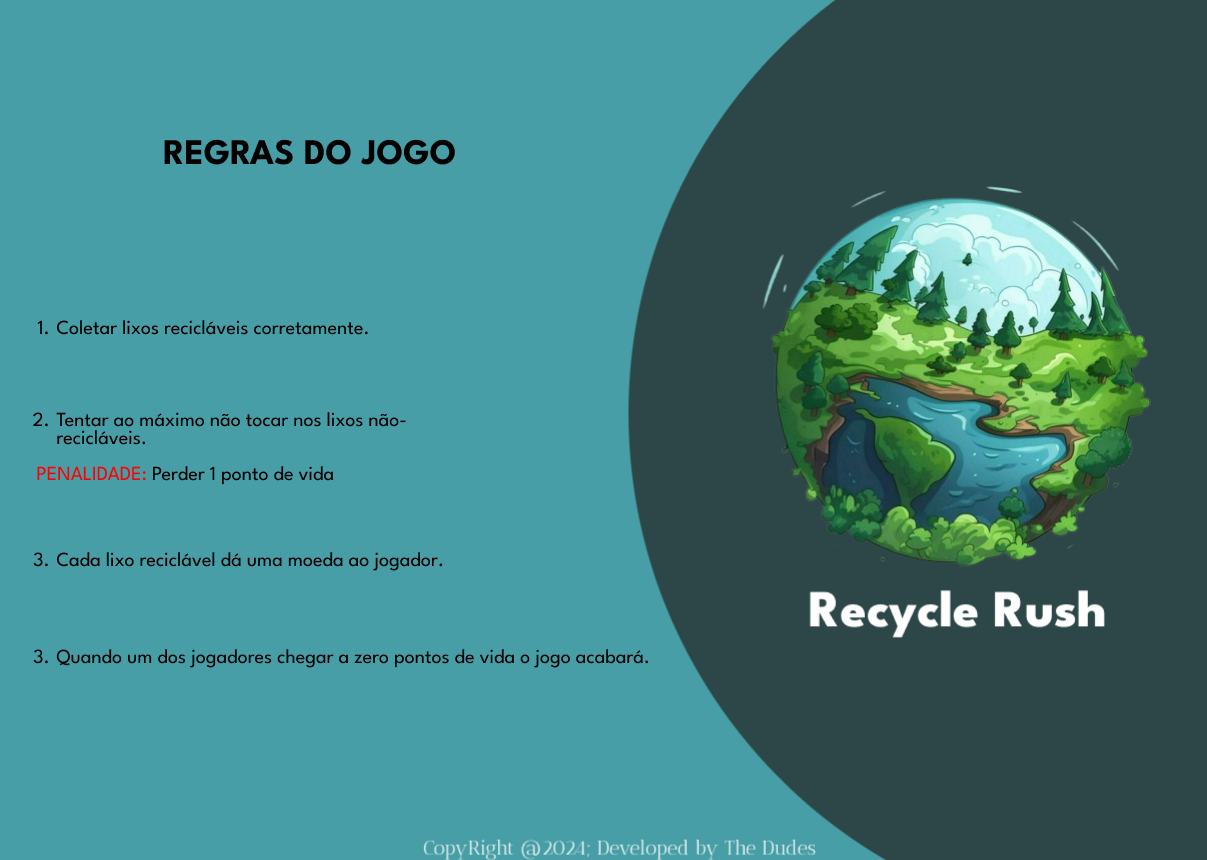 REGRAS DO JOGO
1. Coletar lixos recicláveis corretamente.
2. Tentar ao máximo não tocar nos lixos não-
recicláveis.
PENALIDADE: Perder 1 ponto de vida
3. Cada lixo reciclável dá uma moeda ao jogador.
3. Quando um dos jogadores chegar a zero pontos de vida o jogo acabará.
Recycle Rush
CopyRight @2024; Developed by The Dudes